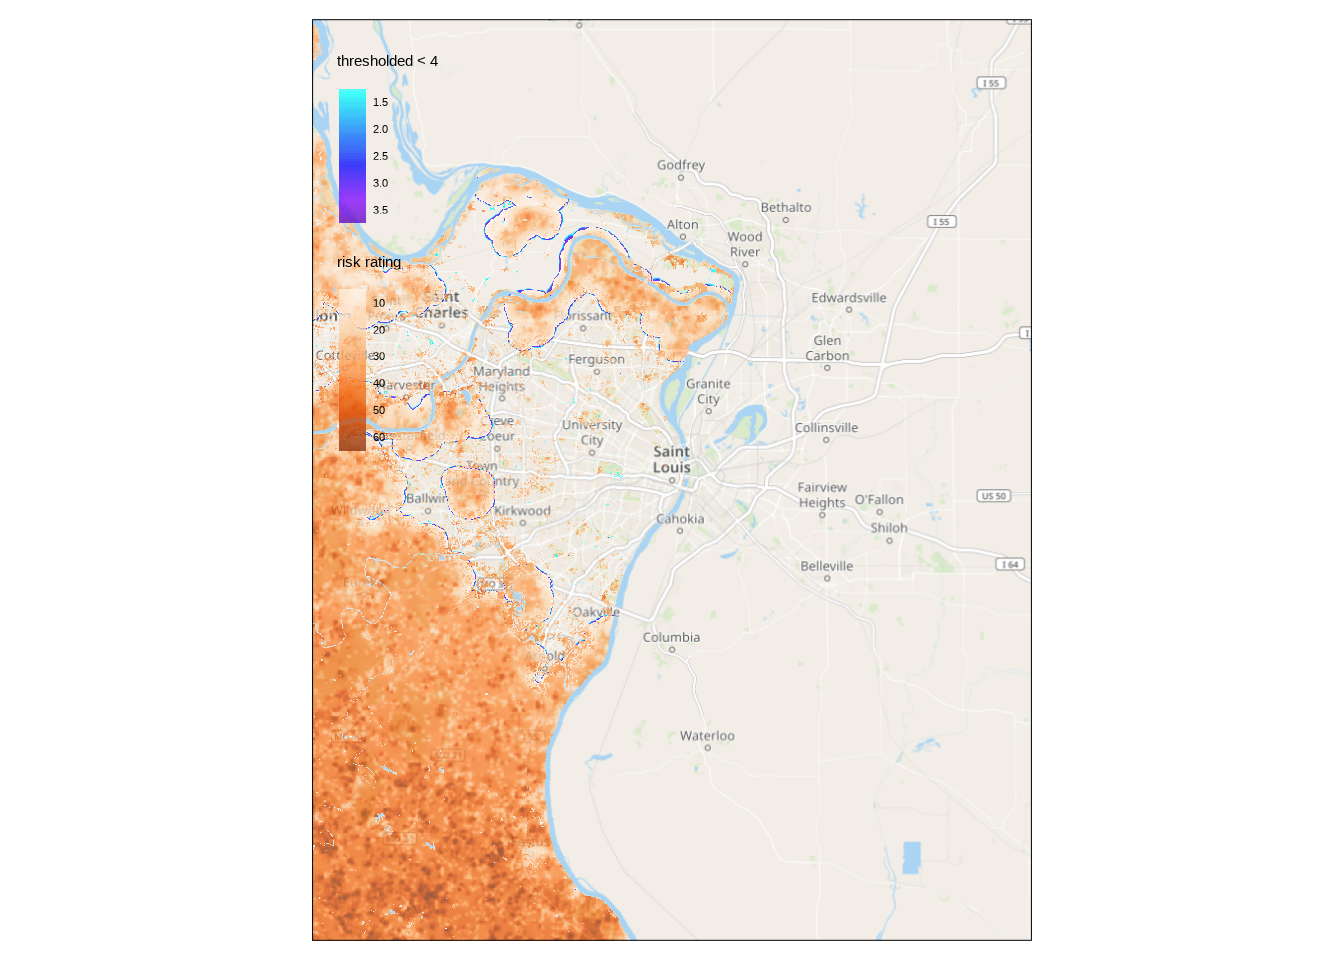 thresholded < 4
1.5
2.0
2.5
3.0
3.5
risk rating
10
20
30
40
50
60
I 55
Godfrey
Bethalto
Alton
Wood
River
I 55
Edwardsville
Glen
Carbon
Charles
Ferguson
Maryland
Heights
Granite
City
University
City
Collinsville
Saint
Louis
Town
Ballwin
Kirkwood
Cahokia
Fairview
Heights
O'Fallon
US 50
Shiloh
Belleville
I 64
Oakville
Columbia
Waterloo